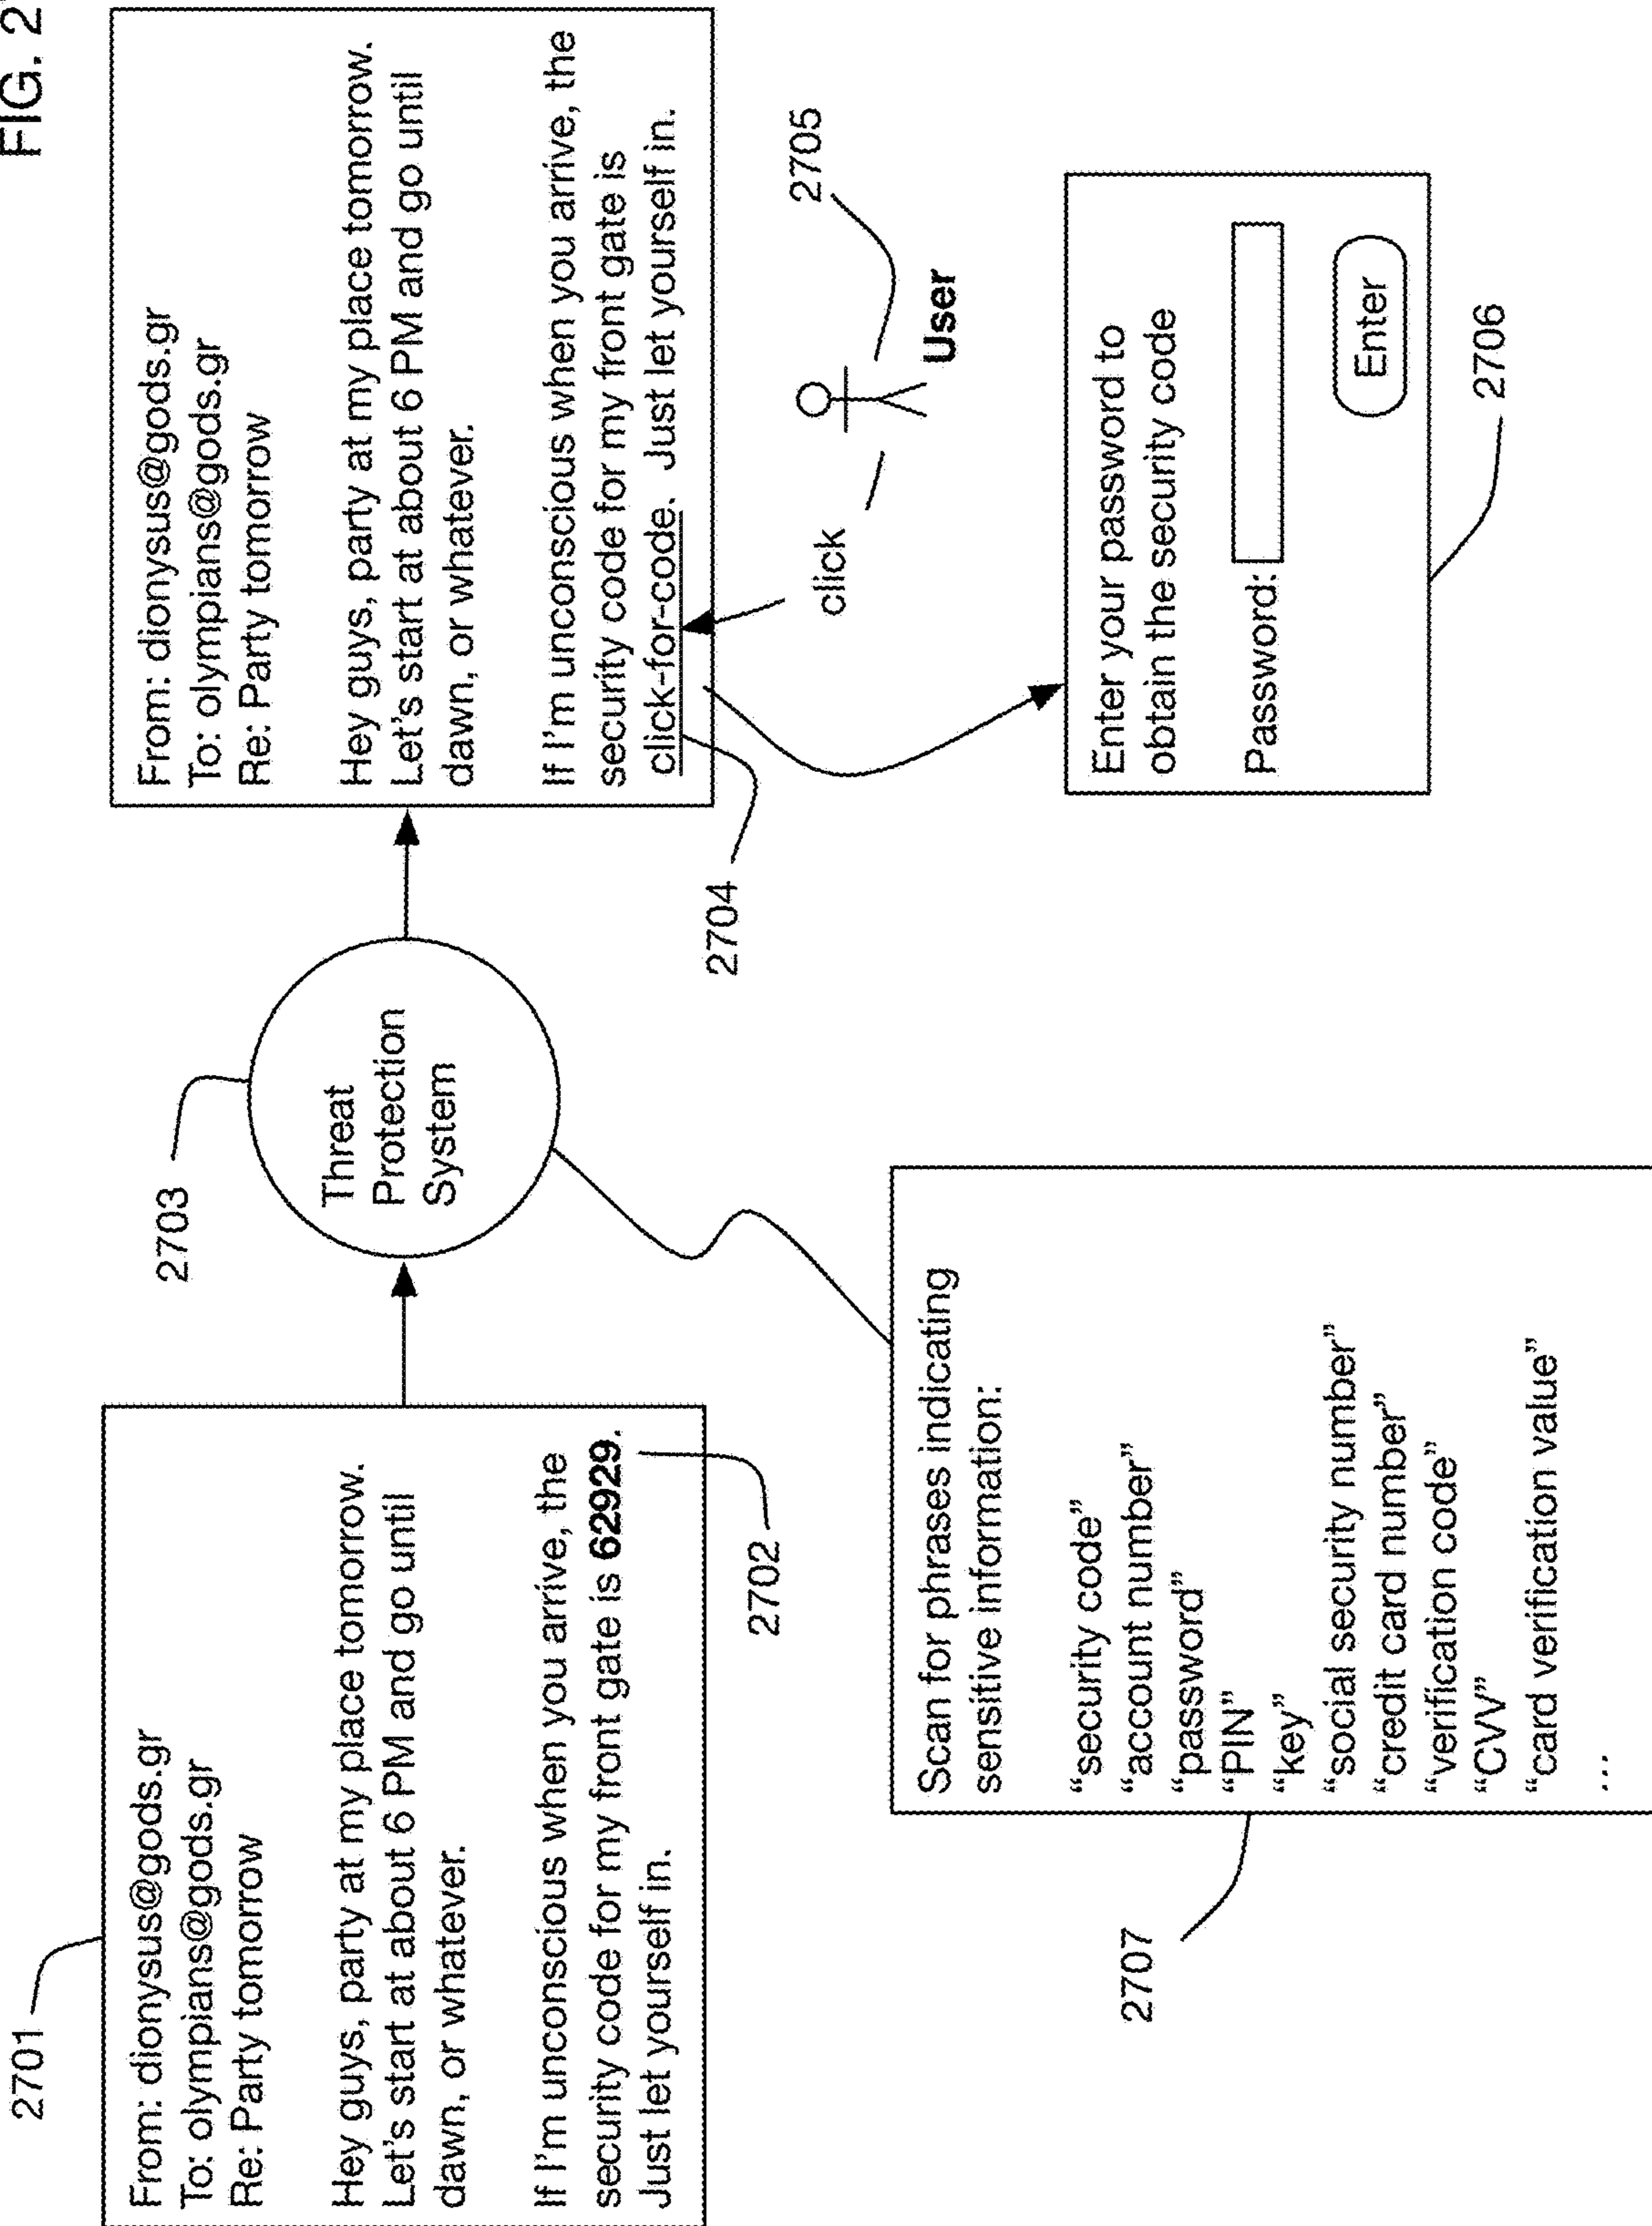 FIG. 2
2701
From: dionysus@gods.gr
To: olympians@gods.gr
Re: Party tomorrow
Hey guys, party at my place tomorrow.
Let's start at about 6 PM and go until
dawn, or whatever.
If I'm unconscious when you arrive, the
security code for my front gate is 62929.
Just let yourself in.
2702
2703
Threat
Protection
System
From: dionysus@gods.gr
To: olympians@gods.gr
Re: Party tomorrow
Hey guys, party at my place tomorrow.
Let's start at about 6 PM and go until
dawn, or whatever.
If I'm unconscious when you arrive, the
security code for my front gate is
click-for-code. Just let yourself in.
2704
click
User
2705
Enter your password to
obtain the security code
Password:
Enter
2706
2707
Scan for phrases indicating
sensitive information:
“security code”
“account number”
“password”
“PIN”
“key”
“social security number”
“credit card number”
“verification code”
“CVV”
“card verification value”
...